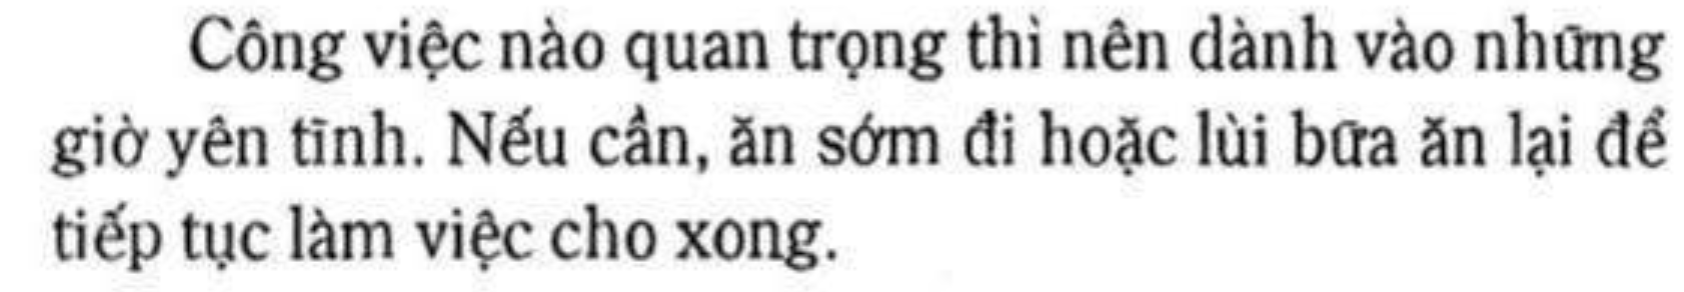 Công việc nào quan trọng thì nên dành vào những
giờ yên tĩnh. Nếu cần, ăn sớm đi hoặc lùi bữa ăn lại để
tiếp tục làm việc cho xong.